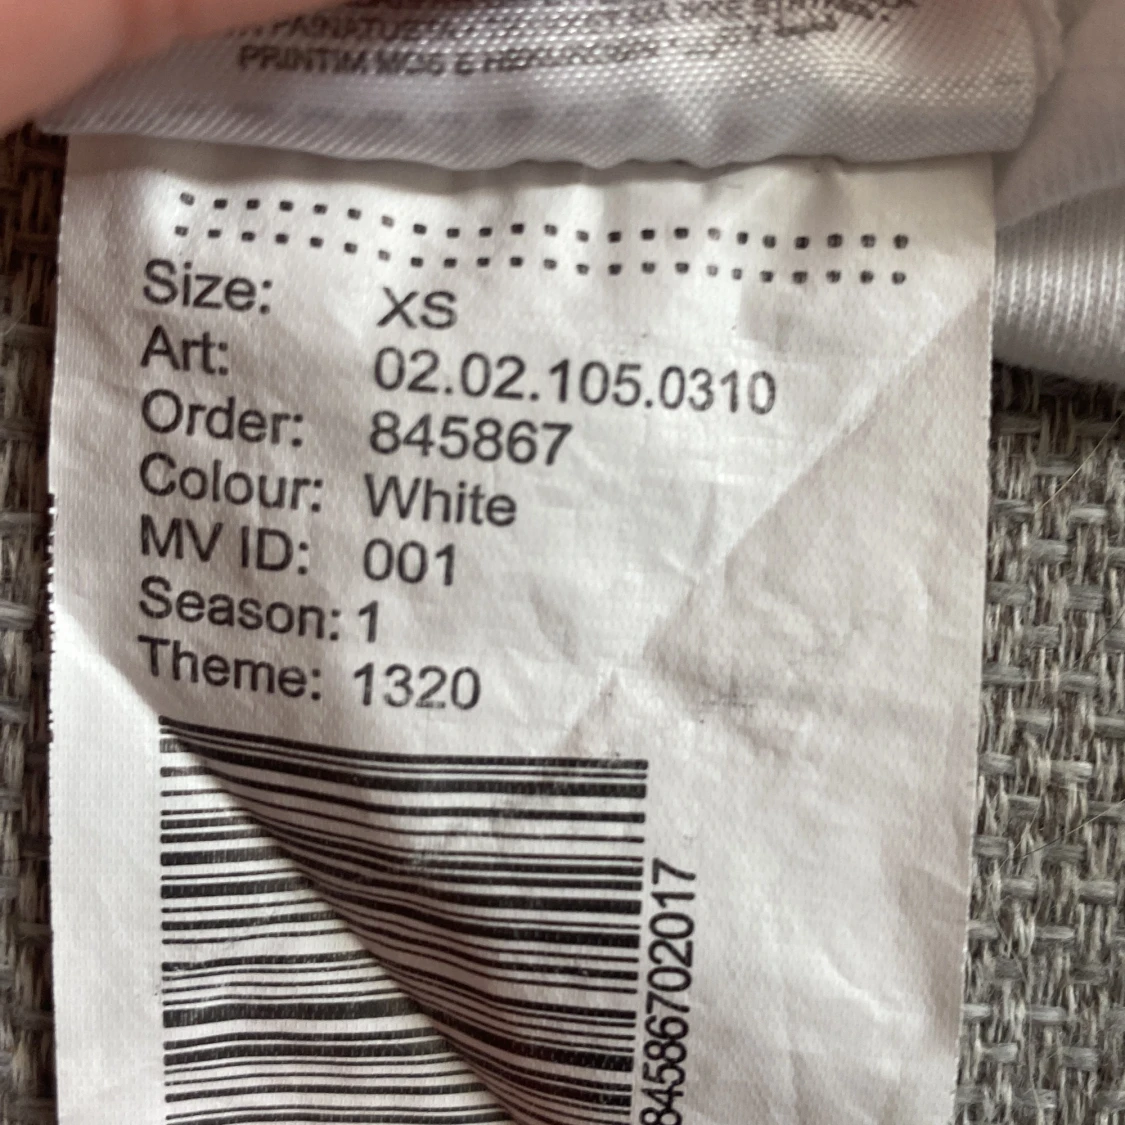 Size: XS
Art: 02.02.105.0310
Order: 845867
Colour: White
MV ID: 001
Season: 1
Theme: 1320
84586702017